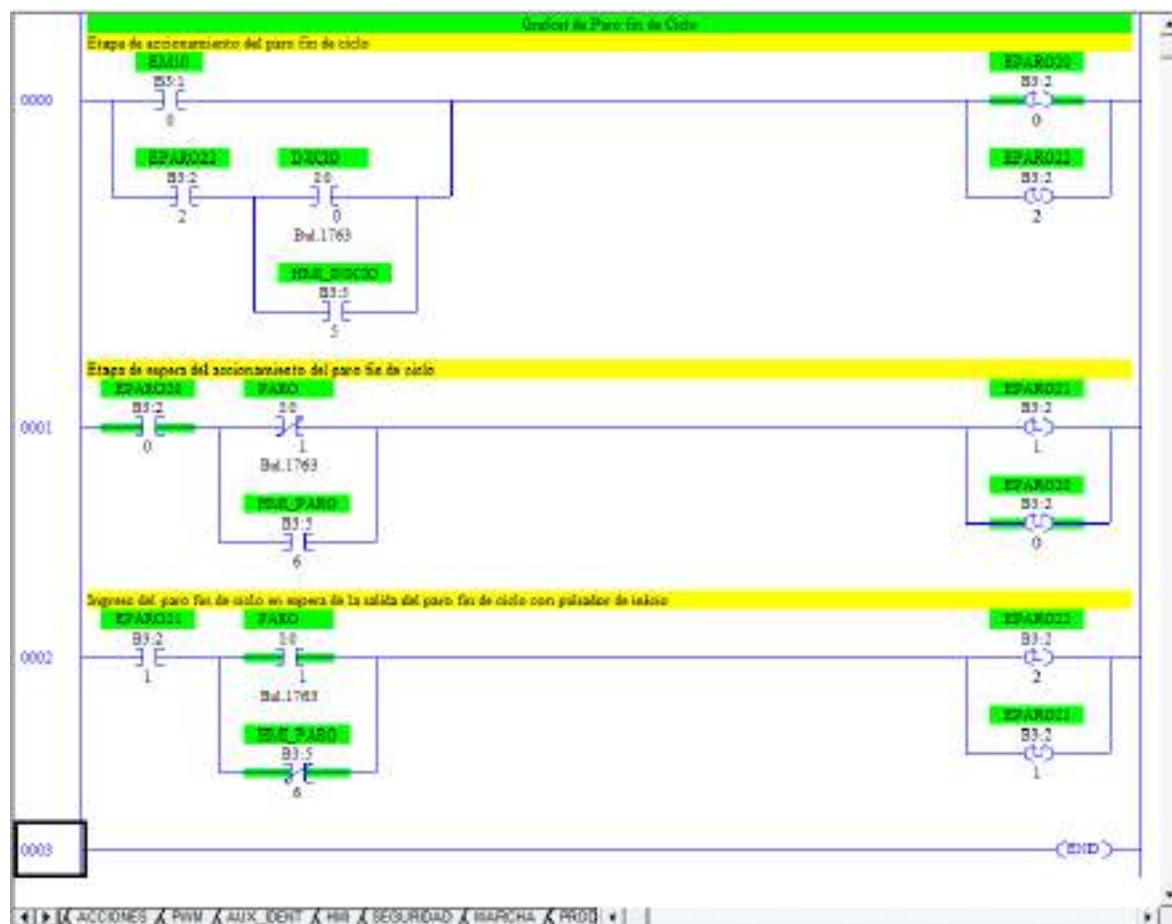 Grafcet de Paro fin de Ciclo
Etapa de accionamiento del paro fin de ciclo
EM10
B3:1
0
EPARO20
B3:2
L
0
0000
EPARO22
B3:2
2
INICIO
I:0
0
Bul.1763
EPARO22
B3:2
U
2
HMI_INICIO
B3:5
5
Etapa de espera del accionamiento del paro fin de ciclo
EPARO20
B3:2
0
PARO
I:0
1
Bul.1763
EPARO21
B3:2
L
1
0001
HMI_PARO
B3:5
6
EPARO20
B3:2
U
0
Ingreso del paro fin de ciclo en espera de la salida del paro fin de ciclo con pulsador de inicio
EPARO21
B3:2
1
PARO
I:0
1
Bul.1763
EPARO22
B3:2
L
2
0002
HMI_PARO
B3:5
6
EPARO21
B3:2
U
1
0003
END
ACCIONES PWM AUX_IDENT HMI SEGURIDAD MARCHA PROD